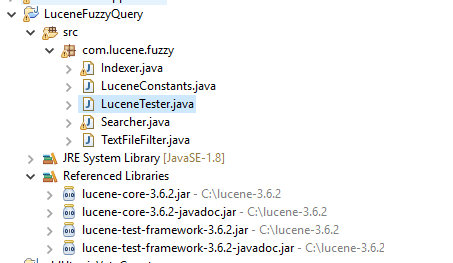 LuceneFuzzyQuery
src
com.lucene.fuzzy
Indexer.java
LuceneConstants.java
LuceneTester.java
Searcher.java
TextFileFilter.java
JRE System Library [JavaSE-1.8]
Referenced Libraries
lucene-core-3.6.2.jar - C:\lucene-3.6.2
lucene-core-3.6.2-javadoc.jar - C:\lucene-3.6.2
lucene-test-framework-3.6.2.jar - C:\lucene-3.6.2
lucene-test-framework-3.6.2-javadoc.jar - C:\lucene-3.6.2